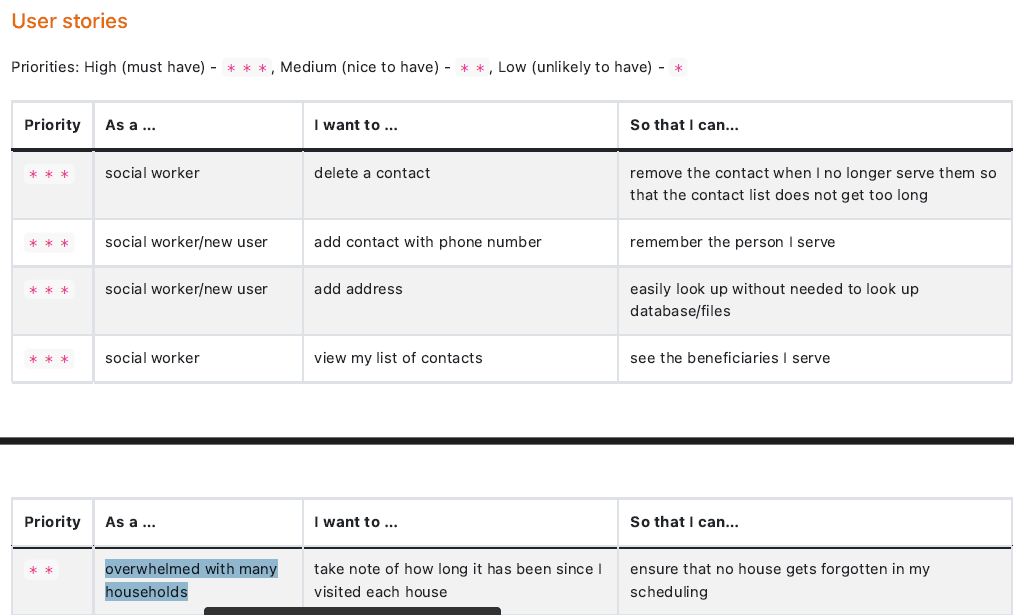 User stories
Priorities: High (must have) - * * *, Medium (nice to have) - * *, Low (unlikely to have) - *
Priority As a ... I want to ... So that I can...
* * * social worker delete a contact remove the contact when I no longer serve them so
that the contact list does not get too long
* * * social worker/new user add contact with phone number remember the person I serve
* * * social worker/new user add address easily look up without needed to look up
database/files
* * * social worker view my list of contacts see the beneficiaries I serve
Priority As a ... I want to ... So that I can...
* * overwhelmed with many take note of how long it has been since I ensure that no house gets forgotten in my
households visited each house scheduling